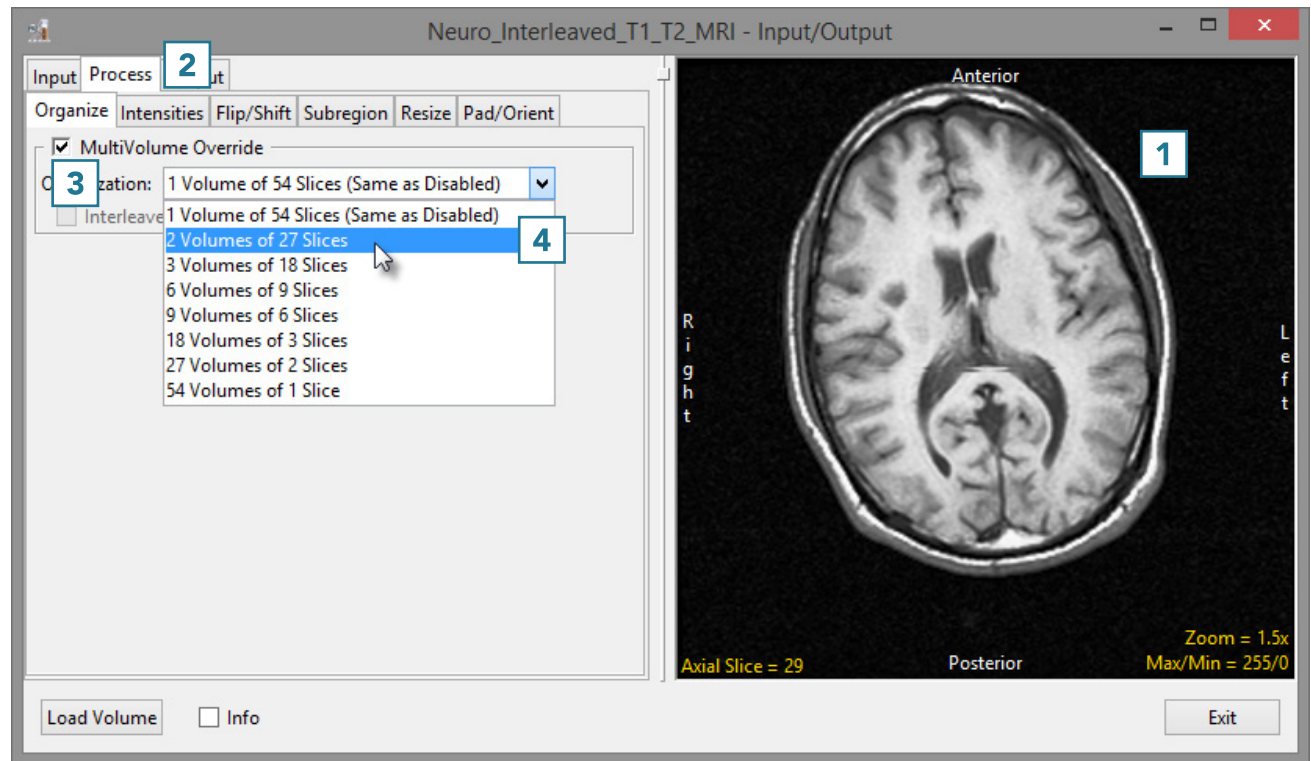 Neuro_Interleaved_T1_T2_MRI - Input/Output
Input Process 2 ut
Organize Intensities Flip/Shift Subregion Resize Pad/Orient
MultiVolume Override
3 zation: 1 Volume of 54 Slices (Same as Disabled)
Interleave
1 Volume of 54 Slices (Same as Disabled)
2 Volumes of 27 Slices 4
3 Volumes of 18 Slices
6 Volumes of 9 Slices
9 Volumes of 6 Slices
18 Volumes of 3 Slices
27 Volumes of 2 Slices
54 Volumes of 1 Slice
Anterior
1
Right
Left
Zoom = 1.5x
Axial Slice = 29 Posterior Max/Min = 255/0
Load Volume Info Exit